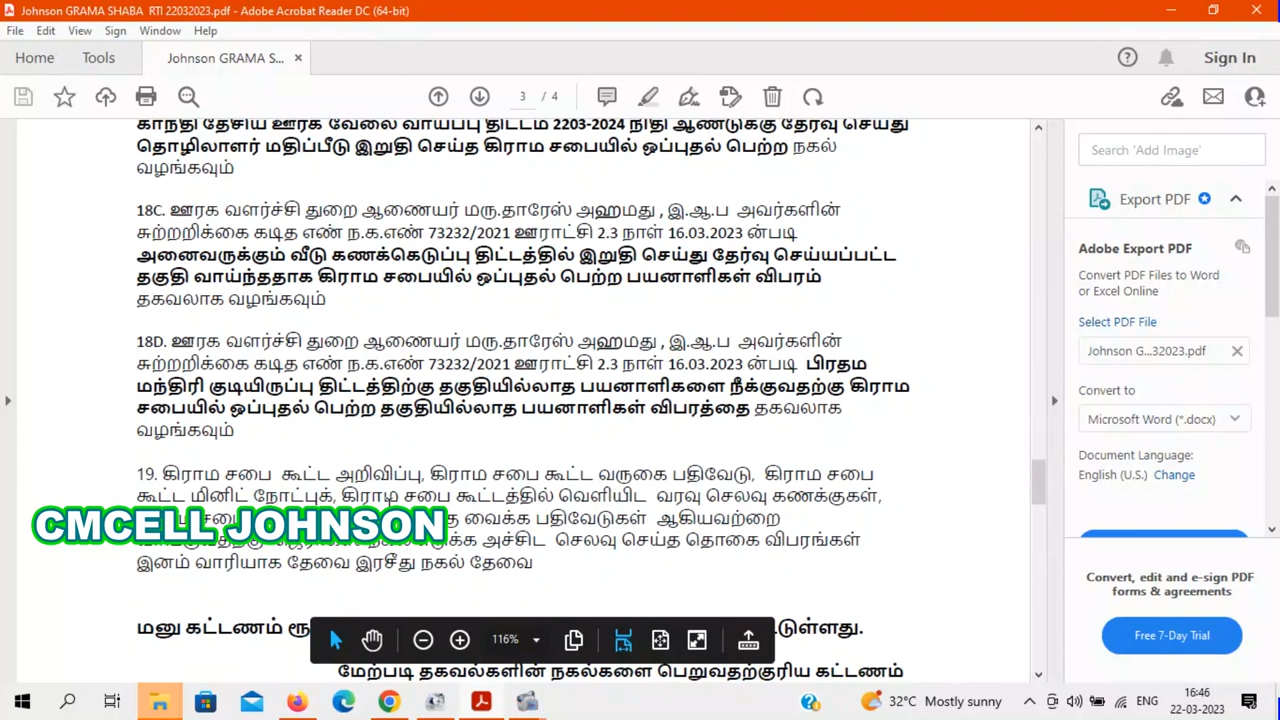 Johnson GRAMA SHABA RTI 22032023.pdf - Adobe Acrobat Reader DC (64-bit)
File Edit View Sign Window Help
Home Tools Johnson GRAMA S... × Sign In
3 / 4
காந்தி தேசிய ஊரக வேலை வாய்ப்பு திட்டம் 2203-2024 நிதி ஆண்டுக்கு தேர்வு செய்து
தொழிலாளர் மதிப்பீடு இறுதி செய்த கிராம சபையில் ஒப்புதல் பெற்ற நகல்
வழங்கவும்
18C. ஊரக வளர்ச்சி துறை ஆணையர் மரு.தாரேஸ் அஹமது , இ.ஆ.ப அவர்களின்
சுற்றறிக்கை கடித எண் ந.க.எண் 73232/2021 ஊராட்சி 2.3 நாள் 16.03.2023 ன்படி
அனைவருக்கும் வீடு கணக்கெடுப்பு திட்டத்தில் இறுதி செய்து தேர்வு செய்யப்பட்ட
தகுதி வாய்ந்ததாக கிராம சபையில் ஒப்புதல் பெற்ற பயனாளிகள் விபரம்
தகவலாக வழங்கவும்
18D. ஊரக வளர்ச்சி துறை ஆணையர் மரு.தாரேஸ் அஹமது , இ.ஆ.ப அவர்களின்
சுற்றறிக்கை கடித எண் ந.க.எண் 73232/2021 ஊராட்சி 2.3 நாள் 16.03.2023 ன்படி பிரதம
மந்திரி குடியிருப்பு திட்டத்திற்கு தகுதியில்லாத பயனாளிகளை நீக்குவதற்கு கிராம
சபையில் ஒப்புதல் பெற்ற தகுதியில்லாத பயனாளிகள் விபரத்தை தகவலாக
வழங்கவும்
19. கிராம சபை கூட்ட அறிவிப்பு, கிராம சபை கூட்ட வருகை பதிவேடு, கிராம சபை
கூட்ட மினிட் நோட்புக், கிராம சபை கூட்டத்தில் வெளியிட வரவு செலவு கணக்குகள்,
வைக்க பதிவேடுகள் ஆகியவற்றை
அச்சிட செலவு செய்த தொகை விபரங்கள்
இனம் வாரியாக தேவை இரசீது நகல் தேவை
CMCELL JOHNSON
மனு கட்டணம்
116%
மேற்படி தகவல்களின் நகல்களை பெறுவதற்குரிய கட்டணம்
Search 'Add Image'
Export PDF
Adobe Export PDF
Convert PDF Files to Word
or Excel Online
Select PDF File
Johnson G...32023.pdf
Convert to
Microsoft Word (*.docx)
Document Language:
English (U.S.) Change
Convert, edit and e-sign PDF
forms & agreements
Free 7-Day Trial
32°C Mostly sunny ENG 16:46
22-03-2023